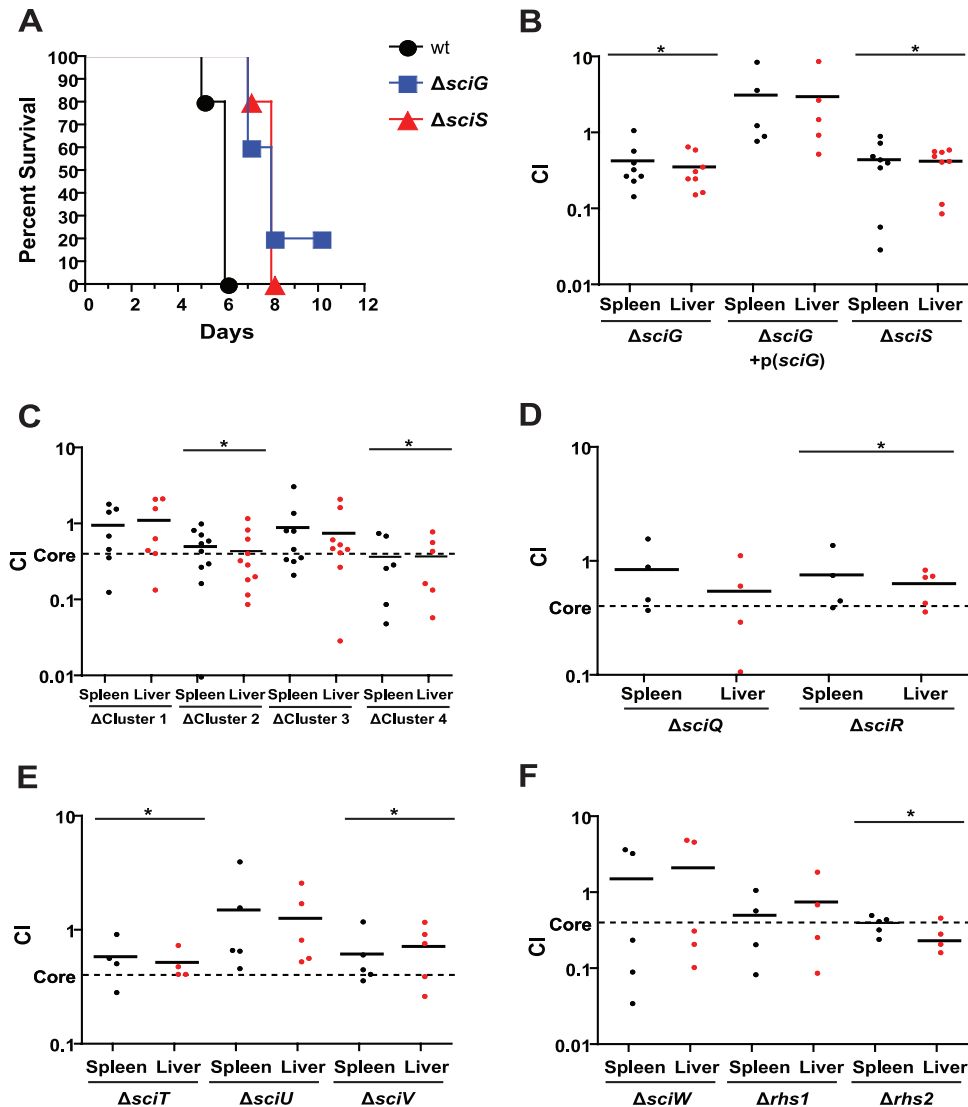 A
wt
ΔsciG
ΔsciS
Percent Survival
100
90
80
70
60
50
40
30
20
10
0
0 2 4 6 8 10 12
Days
B
CI
10
1
0.1
0.01
* *
Spleen Liver Spleen Liver Spleen Liver
ΔsciG ΔsciG ΔsciS
+p(sciG)
C
CI
10
1
Core
0.1
0.01
* *
Spleen Liver Spleen Liver Spleen Liver Spleen Liver
ΔCluster 1 ΔCluster 2 ΔCluster 3 ΔCluster 4
D
CI
10
1
Core
0.1
*
Spleen Liver Spleen Liver
ΔsciQ ΔsciR
E
CI
10
1
Core
0.1
* *
Spleen Liver Spleen Liver Spleen Liver
ΔsciT ΔsciU ΔsciV
F
CI
10
1
Core
0.1
0.01
*
Spleen Liver Spleen Liver Spleen Liver
ΔsciW Δrhs1 Δrhs2